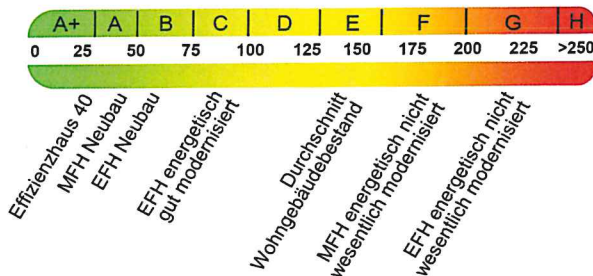 A+ A B C D E F G H
0 25 50 75 100 125 150 175 200 225 >250
Effizienzhaus 40
MFH Neubau
EFH Neubau
EFH energetisch
gut modernisiert
Durchschnitt
Wohngebäudebestand
MFH energetisch nicht
wesentlich modernisiert
EFH energetisch nicht
wesentlich modernisiert